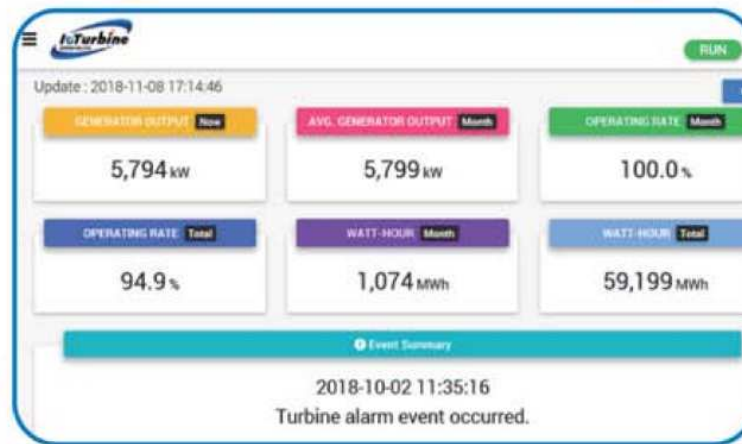 IoTurbine
RUN
Update : 2018-11-08 17:14:46
GENERATOR OUTPUT Now
AVG. GENERATOR OUTPUT Month
OPERATING RATE Month
5,794 kW
5,799 kW
100.0 %
OPERATING RATE Total
WATT-HOUR Month
WATT-HOUR Total
94.9 %
1,074 MWh
59,199 MWh
Event Summary
2018-10-02 11:35:16
Turbine alarm event occurred.